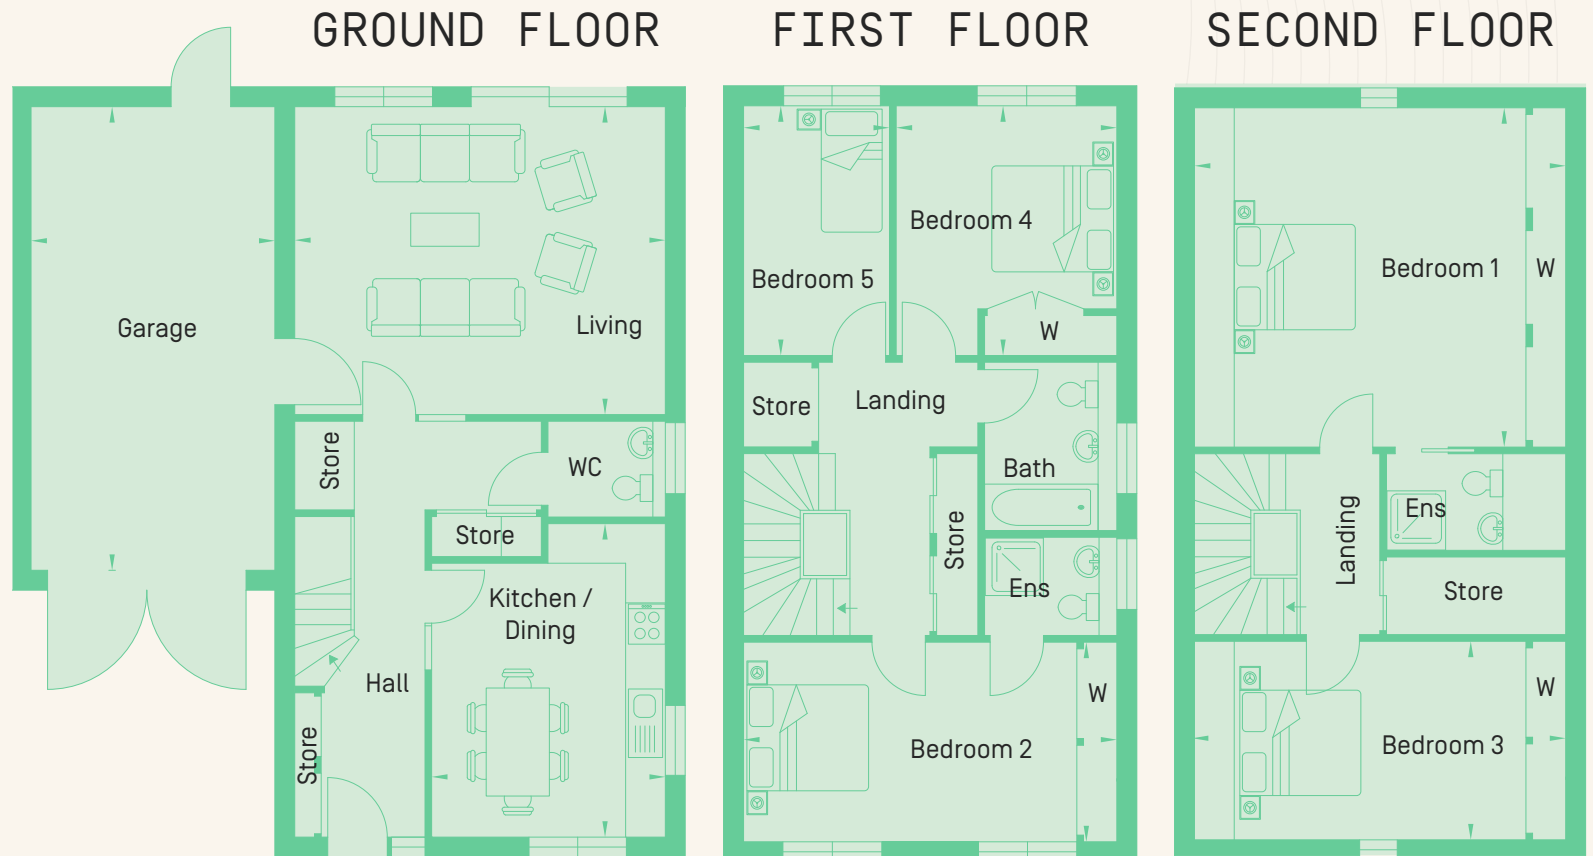 GROUND FLOOR
Garage
Living
Store
WC
Store
Kitchen /
Dining
Hall
Store
FIRST FLOOR
Bedroom 4
Bedroom 5
W
Store
Landing
Bath
Store
Ens
W
Bedroom 2
SECOND FLOOR
Bedroom 1
W
Ens
Landing
Store
W
Bedroom 3